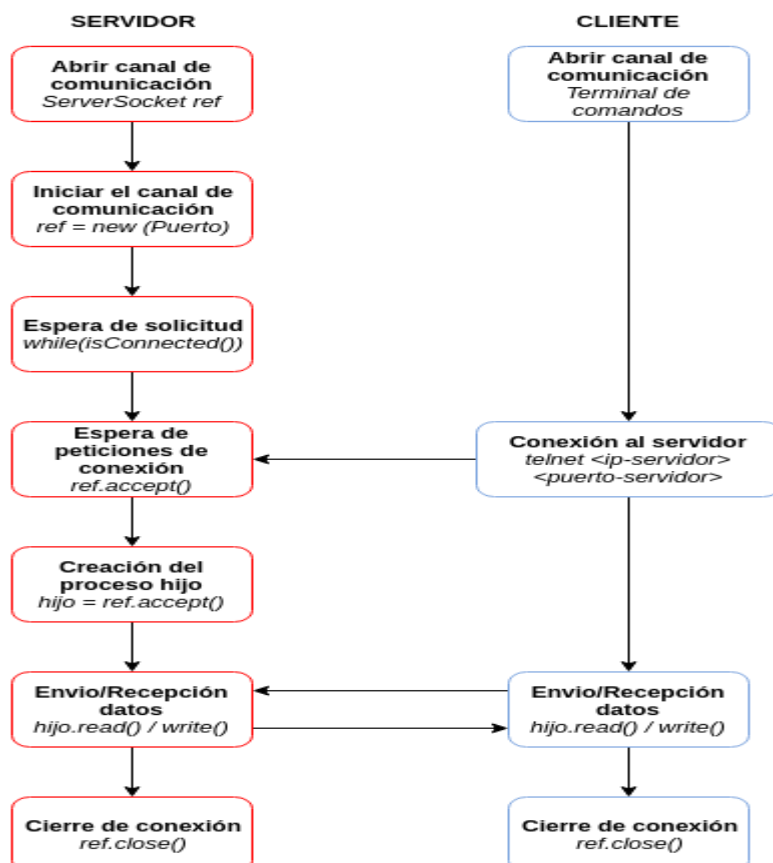 SERVIDOR
Abrir canal de
comunicación
ServerSocket ref
Iniciar el canal de
comunicación
ref = new (Puerto)
Espera de solicitud
while(isConnected())
Espera de
peticiones de
conexión
ref.accept()
Creación del
proceso hijo
hijo = ref.accept()
Envio/Recepción
datos
hijo.read() / write()
Cierre de conexión
ref.close()
CLIENTE
Abrir canal de
comunicación
Terminal de
comandos
Conexión al servidor
telnet <ip-servidor>
<puerto-servidor>
Envio/Recepción
datos
hijo.read() / write()
Cierre de conexión
ref.close()